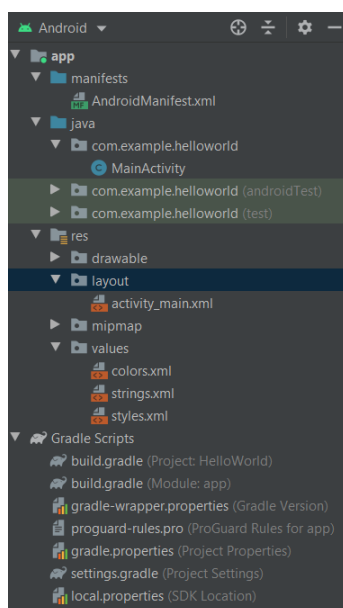 Android
app
manifests
MF AndroidManifest.xml
java
com.example.helloworld
C MainActivity
com.example.helloworld (androidTest)
com.example.helloworld (test)
res
drawable
layout
activity_main.xml
mipmap
values
colors.xml
strings.xml
styles.xml
Gradle Scripts
build.gradle (Project: HelloWorld)
build.gradle (Module: app)
gradle-wrapper.properties (Gradle Version)
proguard-rules.pro (ProGuard Rules for app)
gradle.properties (Project Properties)
settings.gradle (Project Settings)
local.properties (SDK Location)